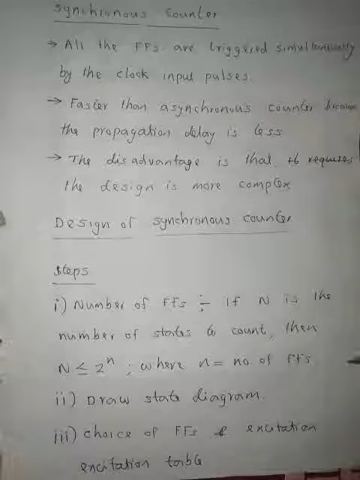 Synchronous Counter
→ All the FFs are triggered simultaneously
by the clock input pulses.
→ Faster than asynchronous counter because
the propagation delay is less
→ The disadvantage is that it requires
the design is more complex
Design of synchronous counter
Steps
i) Number of FFs ÷ If N is the
number of states to count, then
N ≤ 2ⁿ ; where n = no. of FFs
ii) Draw state diagram.
iii) choice of FFs & excitation
excitation table